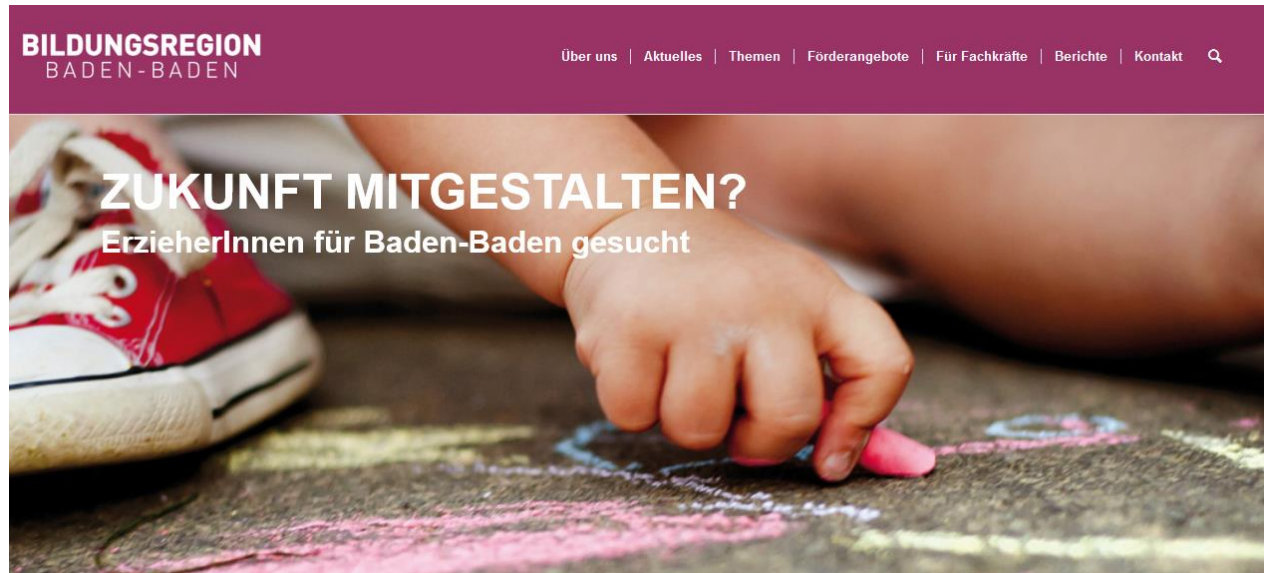 BILDUNGSREGION
BADEN-BADEN
Über uns | Aktuelles | Themen | Förderangebote | Für Fachkräfte | Berichte | Kontakt
ZUKUNFT MITGESTALTEN?
ErzieherInnen für Baden-Baden gesucht